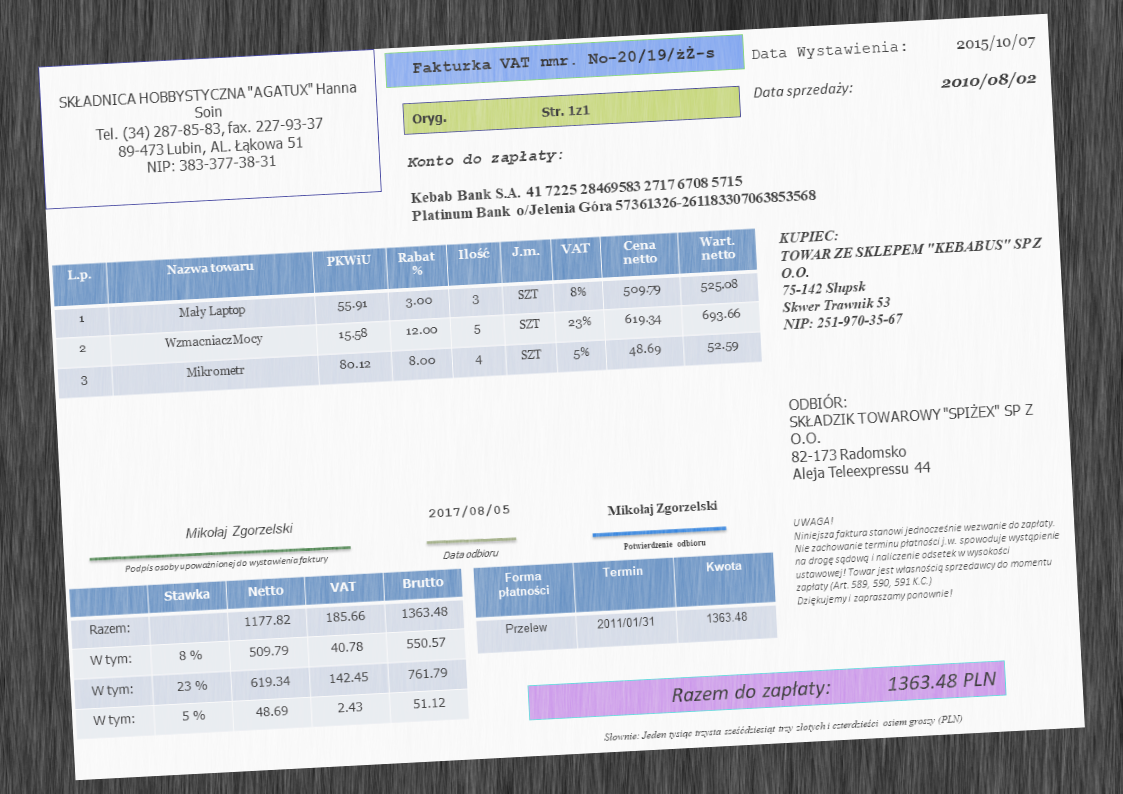 SKŁADNICA HOBBYSTYCZNA "AGATUX" Hanna
Soin
Tel. (34) 287-85-83, fax. 227-93-37
89-473 Lubin, AL. Łąkowa 51
NIP: 383-377-38-31
Fakturka VAT nmr. No-20/19/żŻ-s
Oryg. Str. 1z1
Data Wystawienia: 2015/10/07
Data sprzedaży: 2010/08/02
Konto do zapłaty:
Kebab Bank S.A. 41 7225 28469583 2717 6708 5715
Platinum Bank o/Jelenia Góra 57361326-261183307063853568
L.p. Nazwa towaru PKWiU Rabat % Ilość J.m. VAT Cena netto Wart. netto
1 Mały Laptop 55.91 3.00 3 SZT 8% 509.79 525.08
2 WzmacniaczMocy 15.58 12.00 5 SZT 23% 619.34 693.66
3 Mikrometr 80.12 8.00 4 SZT 5% 48.69 52.59
KUPIEC:
TOWAR ZE SKLEPEM "KEBABUS" SP Z
O.O.
75-142 Słupsk
Skwer Trawnik 53
NIP: 251-970-35-67
ODBIÓR:
SKŁADZIK TOWAROWY "SPIŻEX" SP Z
O.O.
82-173 Radomsko
Aleja Teleexpressu 44
Mikołaj Zgorzelski
Podpis osoby upoważnionej do wystawienia faktury
2017/08/05
Data odbioru
Mikołaj Zgorzelski
Potwierdzenie odbioru
UWAGA!
Niniejsza faktura stanowi jednocześnie wezwanie do zapłaty.
Nie zachowanie terminu płatności j.w. spowoduje wystąpienie
na drogę sądową i naliczenie odsetek w wysokości
ustawowej! Towar jest własnością sprzedawcy do momentu
zapłaty (Art. 589, 590, 591 K.C.)
Dziękujemy i zapraszamy ponownie!
Stawka Netto VAT Brutto
Razem: 1177.82 185.66 1363.48
W tym: 8 % 509.79 40.78 550.57
W tym: 23 % 619.34 142.45 761.79
W tym: 5 % 48.69 2.43 51.12
Forma płatności Termin Kwota
Przelew 2011/01/31 1363.48
Razem do zapłaty: 1363.48 PLN
Słownie: Jeden tysiąc trzysta sześćdziesiąt trzy złotych i czterdzieści osiem groszy (PLN)